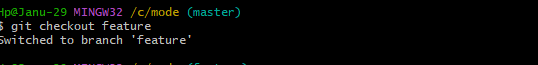 Hp@Janu-29 MINGW32 /c/mode (master)
$ git checkout feature
Switched to branch 'feature'